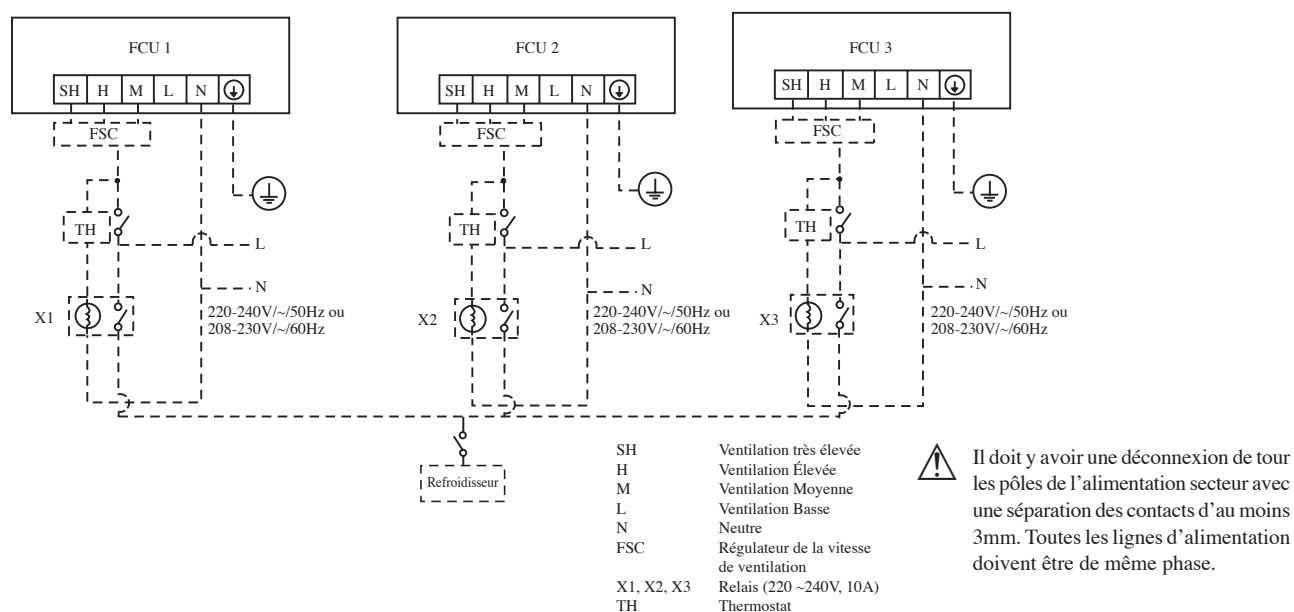 FCU 1
SH H M L N
FSC
TH
L
N
X1
220-240V/~/50Hz ou
208-230V/~/60Hz
FCU 2
SH H M L N
FSC
TH
L
N
X2
220-240V/~/50Hz ou
208-230V/~/60Hz
FCU 3
SH H M L N
FSC
TH
L
N
X3
220-240V/~/50Hz ou
208-230V/~/60Hz
Refroidisseur
SH Ventilation très élevée
H Ventilation Élevée
M Ventilation Moyenne
L Ventilation Basse
N Neutre
FSC Régulateur de la vitesse
de ventilation
X1, X2, X3 Relais (220 ~240V, 10A)
TH Thermostat
Il doit y avoir une déconnexion de tour
les pôles de l’alimentation secteur avec
une séparation des contacts d’au moins
3mm. Toutes les lignes d’alimentation
doivent être de même phase.